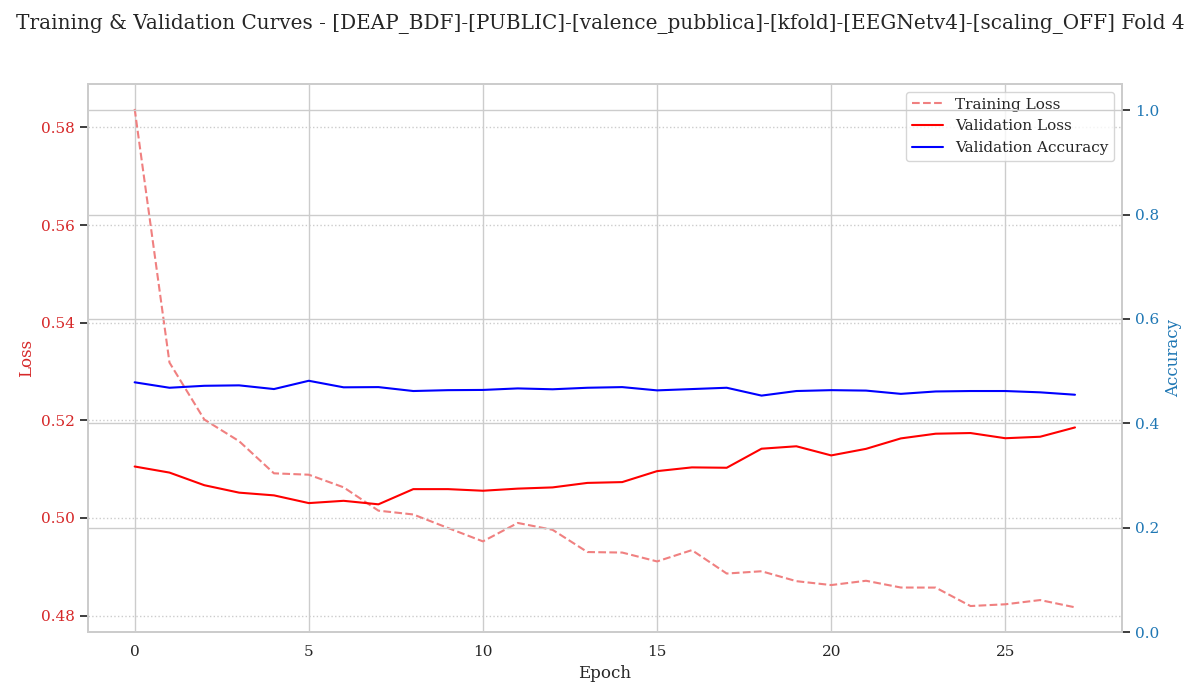 Training & Validation Curves - [DEAP_BDF]-[PUBLIC]-[valence_pubblica]-[kfold]-[EEGNetv4]-[scaling_OFF] Fold 4
Training Loss
Validation Loss
Validation Accuracy
Loss
0.58
0.56
0.54
0.52
0.50
0.48
1.0
0.8
0.6
0.4
0.2
0.0
Accuracy
0 5 10 15 20 25
Epoch